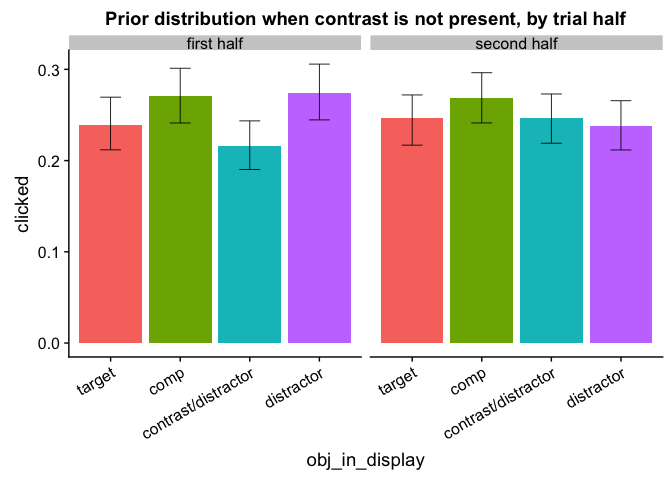 Prior distribution when contrast is not present, by trial half
first half
second half
clicked
0.3
0.2
0.1
0.0
target
comp
contrast/distractor
distractor
target
comp
contrast/distractor
distractor
obj_in_display